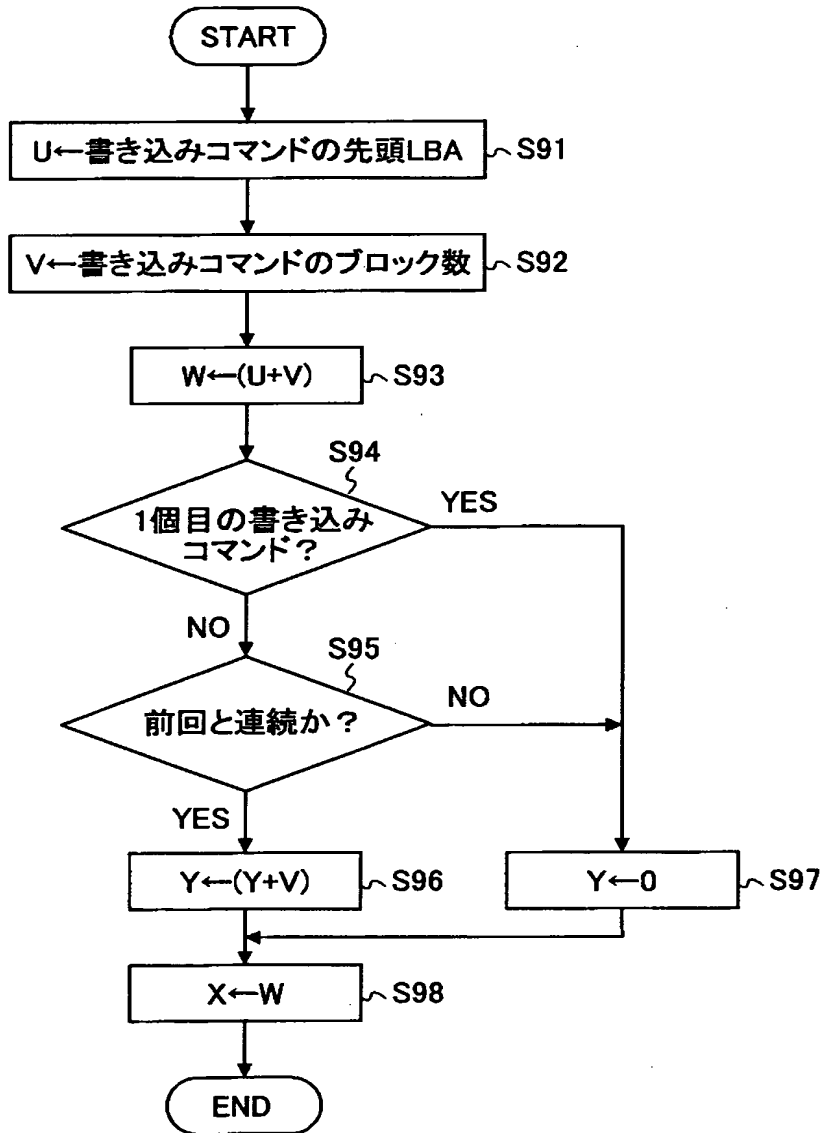 START
U←書き込みコマンドの先頭LBA
S91
V←書き込みコマンドのブロック数
S92
W←(U+V)
S93
S94
YES
1個目の書き込み
コマンド？
NO
S95
NO
前回と連続か？
YES
Y←(Y+V)
S96
Y←0
S97
X←W
S98
END